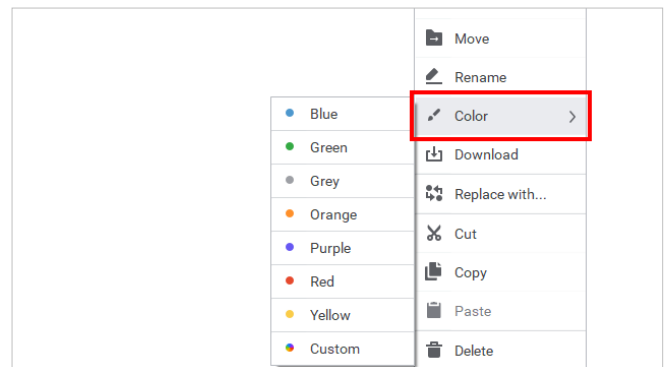 Move
Rename
Color
Download
Replace with...
Cut
Copy
Paste
Delete
Blue
Green
Grey
Orange
Purple
Red
Yellow
Custom